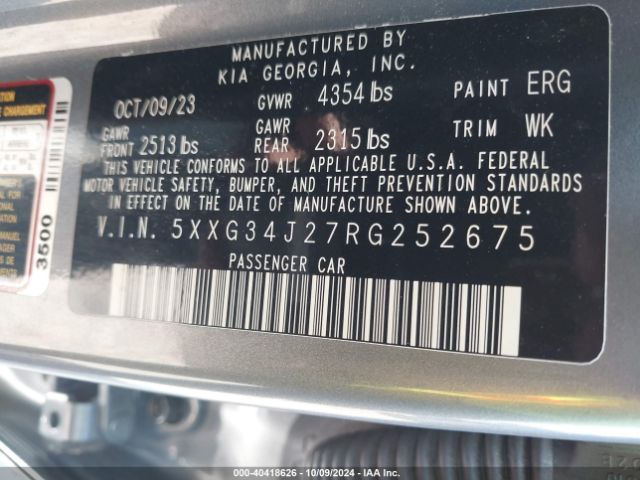 MANUFACTURED BY
KIA GEORGIA, INC.
OCT/09/23 GVWR 4354 lbs PAINT ERG
GAWR FRONT 2513 lbs GAWR REAR 2315 lbs TRIM WK
THIS VEHICLE CONFORMS TO ALL APPLICABLE U.S.A. FEDERAL
MOTOR VEHICLE SAFETY, BUMPER, AND THEFT PREVENTION STANDARDS
IN EFFECT ON THE DATE OF MANUFACTURE SHOWN ABOVE.
V.I.N. 5XXG34J27RG252675
PASSENGER CAR
3500
000 - 40418626 - 10/09/2024 - IAA Inc.